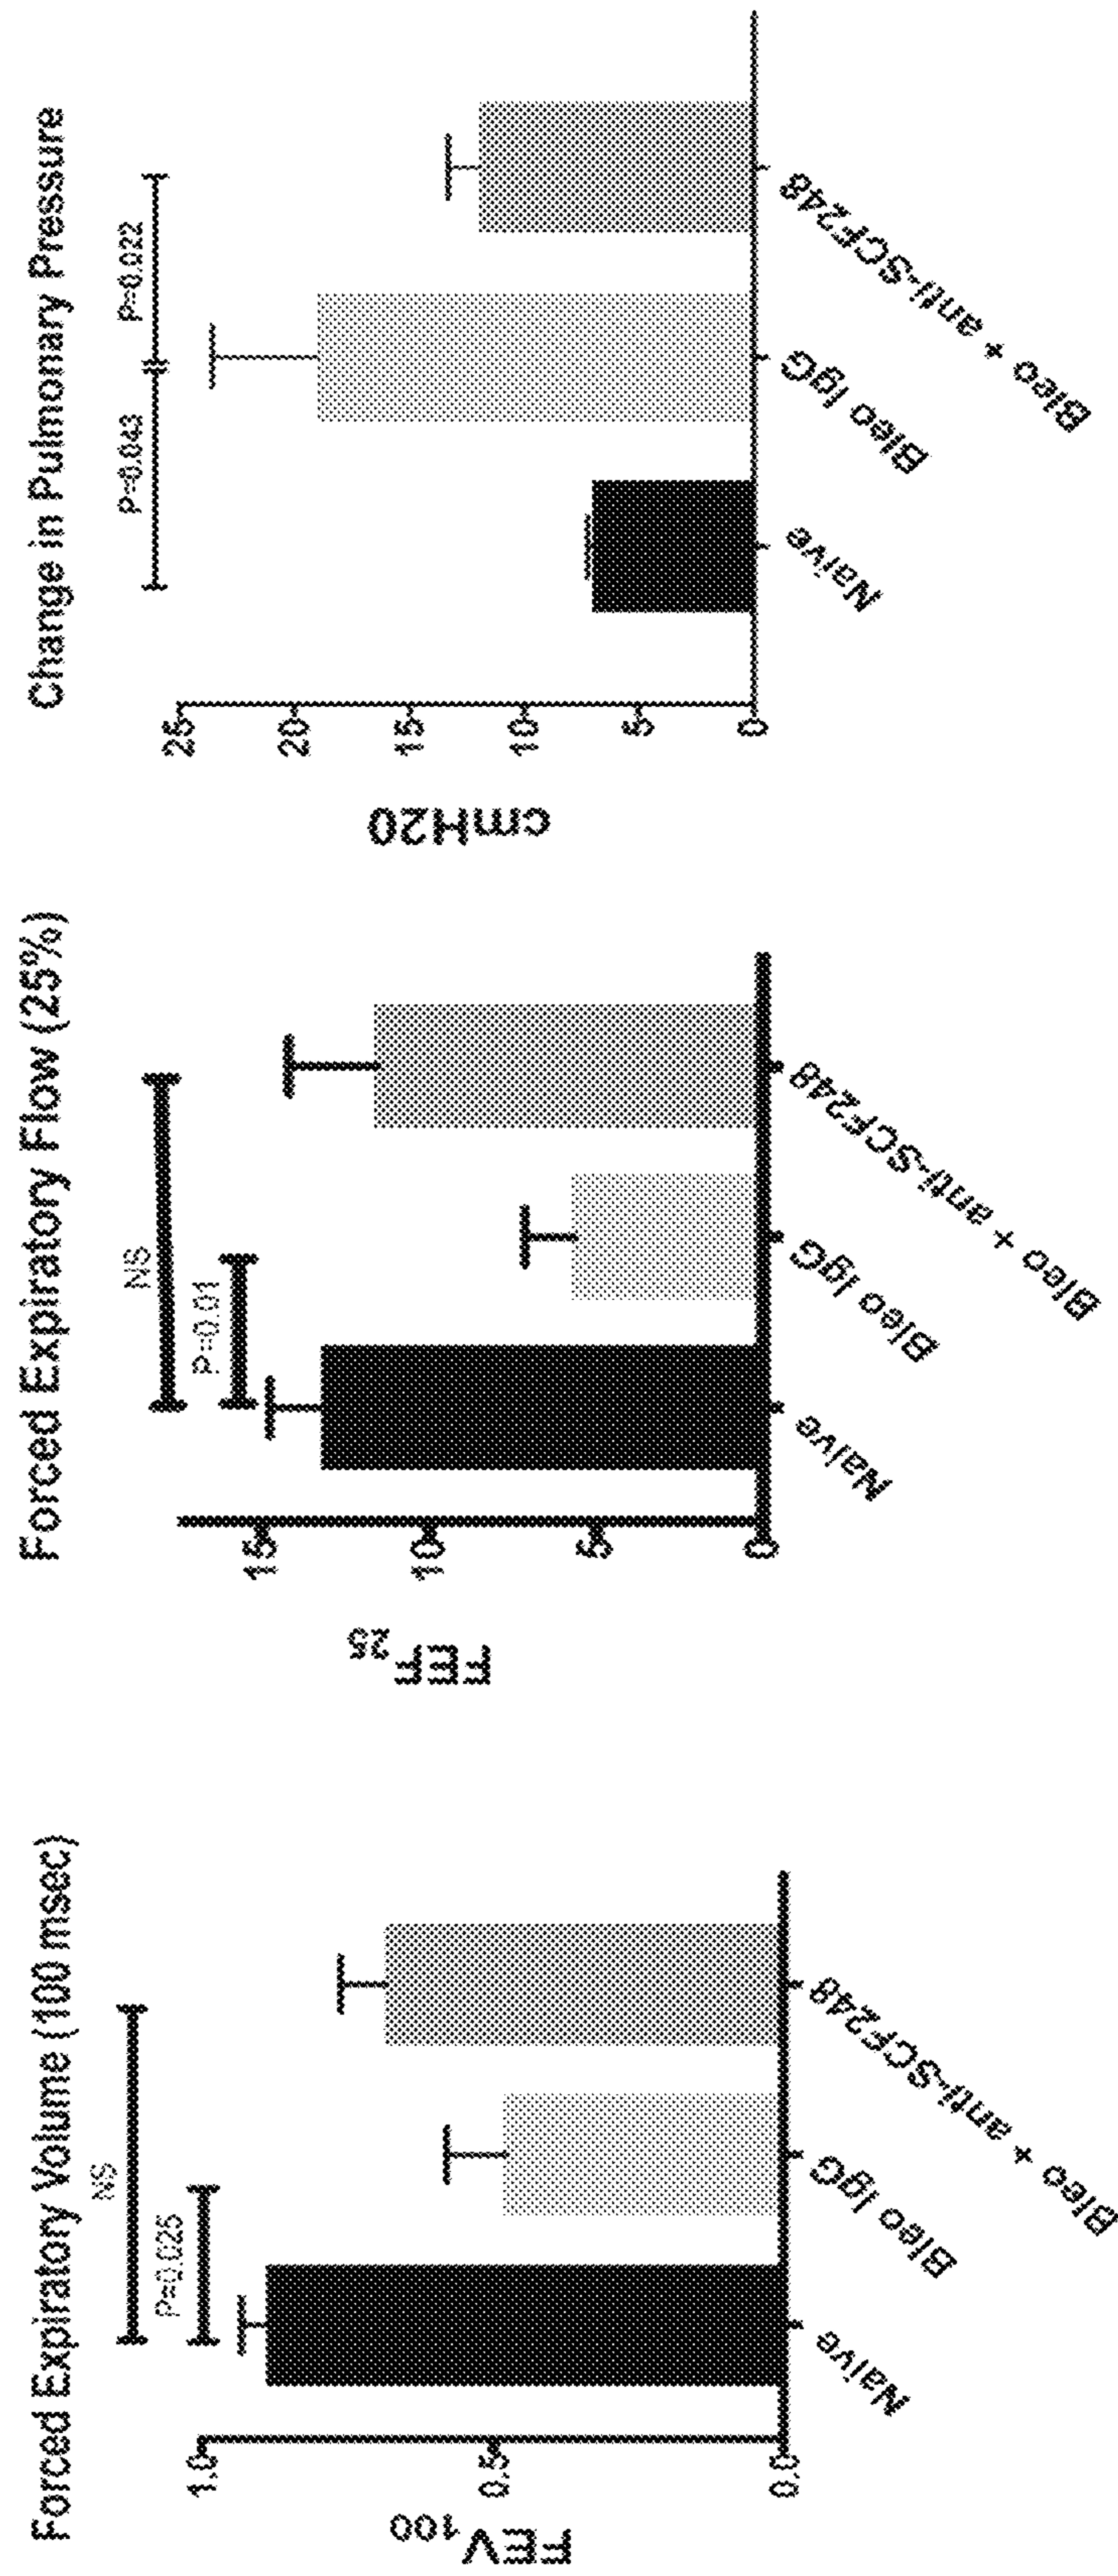 Forced Expiratory Volume (100 msec)
NS
P=0.025
FEV100
1.0
0.5
0.0
Naive
Bleo IgG
Bleo + anti-SCF248
Forced Expiratory Flow (25%)
NS
P=0.01
FEF25
15
10
5
0
Naive
Bleo IgG
Bleo + anti-SCF248
Change in Pulmonary Pressure
P=0.043
P=0.022
cmH20
25
20
15
10
5
0
Naive
Bleo IgG
Bleo + anti-SCF248